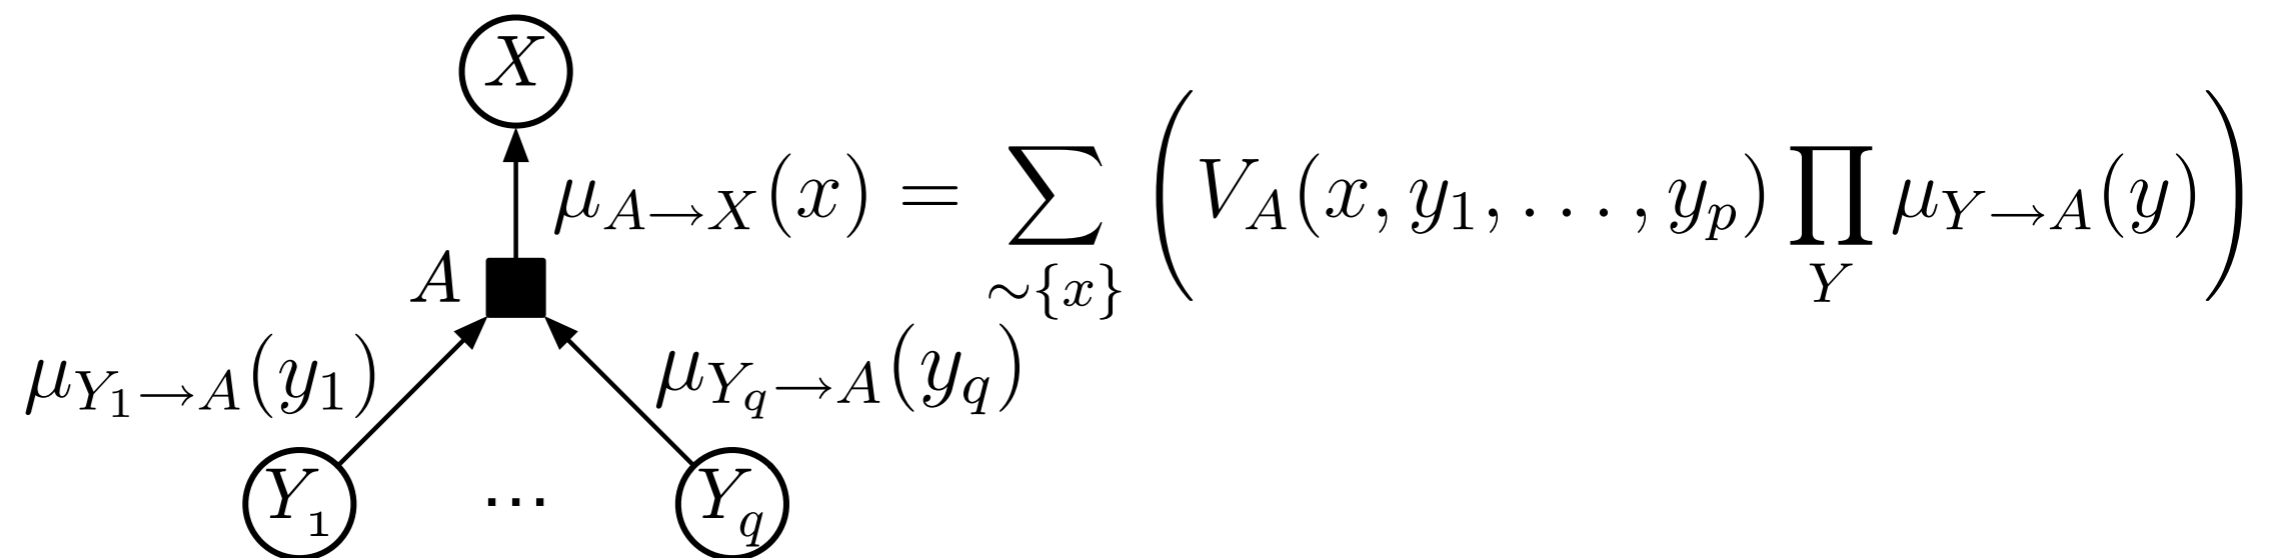 X
μ_{A→X}(x) = ∑_{∼{x}} ( V_A(x, y_1, . . . , y_p) ∏_Y μ_{Y→A}(y) )
A
μ_{Y_1→A}(y_1)
μ_{Y_q→A}(y_q)
Y_1 ... Y_q